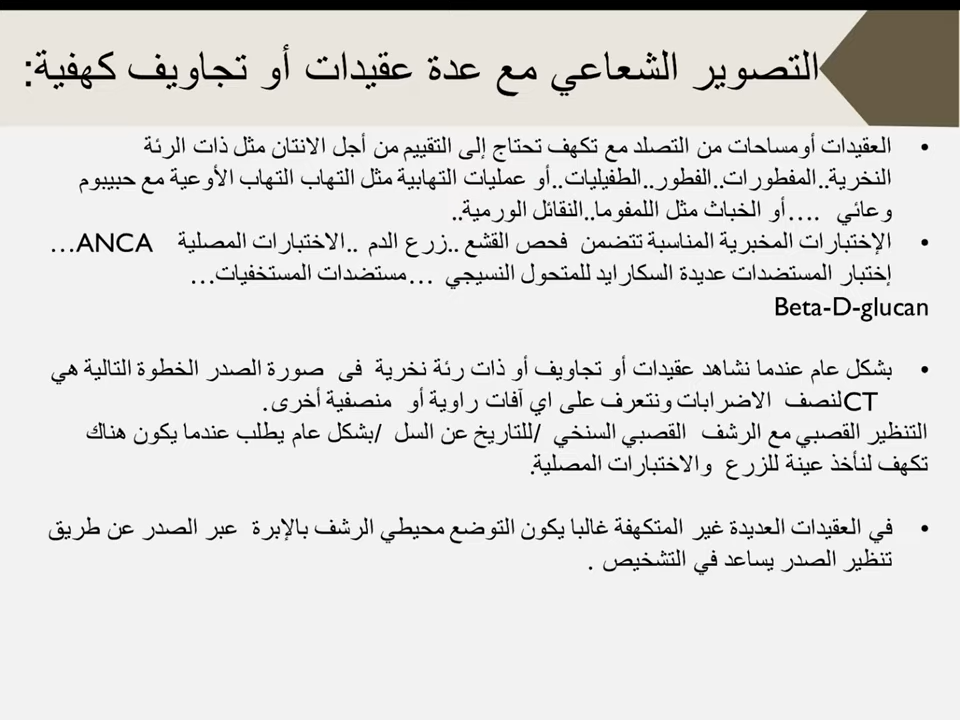 التصوير الشعاعي مع عدة عقيدات أو تجاويف كهفية:
• العقيدات أومساحات من التصلد مع تكهف تحتاج إلى التقييم من أجل الانتان مثل ذات الرئة
النخرية..المفطورات..الفطور..الطفيليات..أو عمليات التهابية مثل التهاب التهاب الأوعية مع حبيبوم
وعائي ....أو الخباث مثل اللمفوما..النقائل الورمية..
• الإختبارات المخبرية المناسبة تتضمن فحص القشع ..زرع الدم ..الاختبارات المصلية ANCA...
إختبار المستضدات عديدة السكارايد للمتحول النسيجي ...مستضدات المستخفيات...
Beta-D-glucan
• بشكل عام عندما نشاهد عقيدات أو تجاويف أو ذات رئة نخرية فى صورة الصدر الخطوة التالية هي
CTلنصف الاضرابات ونتعرف على اي آفات راوية أو منصفية أخرى.
التنظير القصبي مع الرشف القصبي السنخي /للتاريخ عن السل /بشكل عام يطلب عندما يكون هناك
تكهف لنأخذ عينة للزرع والاختبارات المصلية.
• في العقيدات العديدة غير المتكهفة غالبا يكون التوضع محيطي الرشف بالإبرة عبر الصدر عن طريق
تنظير الصدر يساعد في التشخيص .